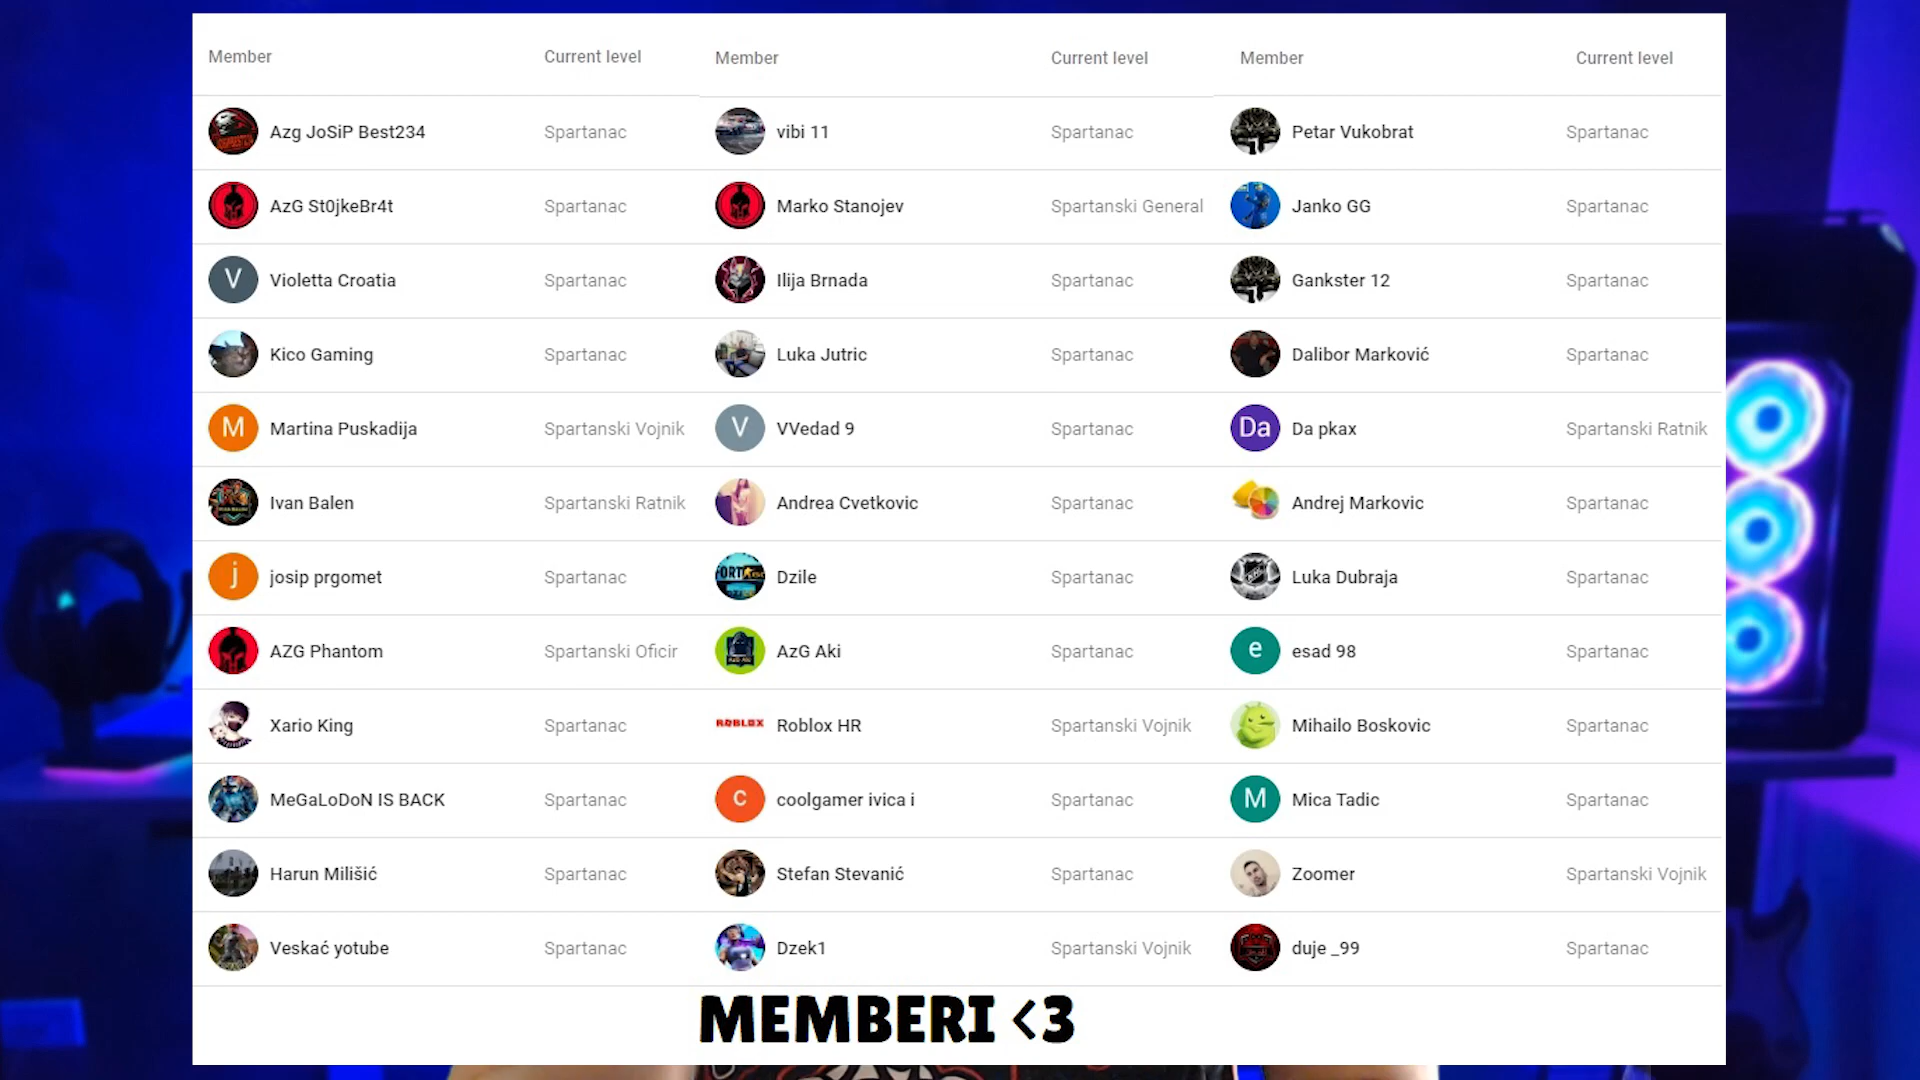 Member Current level Member Current level Member Current level
Azg JoSiP Best234 Spartanac vibi 11 Spartanac Petar Vukobrat Spartanac
AzG St0jkeBr4t Spartanac Marko Stanojev Spartanski General Janko GG Spartanac
V Violetta Croatia Spartanac Ilija Brnada Spartanac Gankster 12 Spartanac
Kico Gaming Spartanac Luka Jutric Spartanac Dalibor Marković Spartanac
M Martina Puskadija Spartanski Vojnik V VVedad 9 Spartanac Da Da pkax Spartanski Ratnik
Ivan Balen Spartanski Ratnik Andrea Cvetkovic Spartanac Andrej Markovic Spartanac
j josip prgomet Spartanac Dzile Spartanac Luka Dubraja Spartanac
AZG Phantom Spartanski Oficir AzG Aki Spartanac e esad 98 Spartanac
Xario King Spartanac ROBLOX Roblox HR Spartanski Vojnik Mihailo Boskovic Spartanac
MeGaLoDoN IS BACK Spartanac c coolgamer ivica i Spartanac M Mica Tadic Spartanac
Harun Milišić Spartanac Stefan Stevanić Spartanac Zoomer Spartanski Vojnik
Veskać yotube Spartanac Dzek1 Spartanski Vojnik duje _99 Spartanac
MEMBERI <3